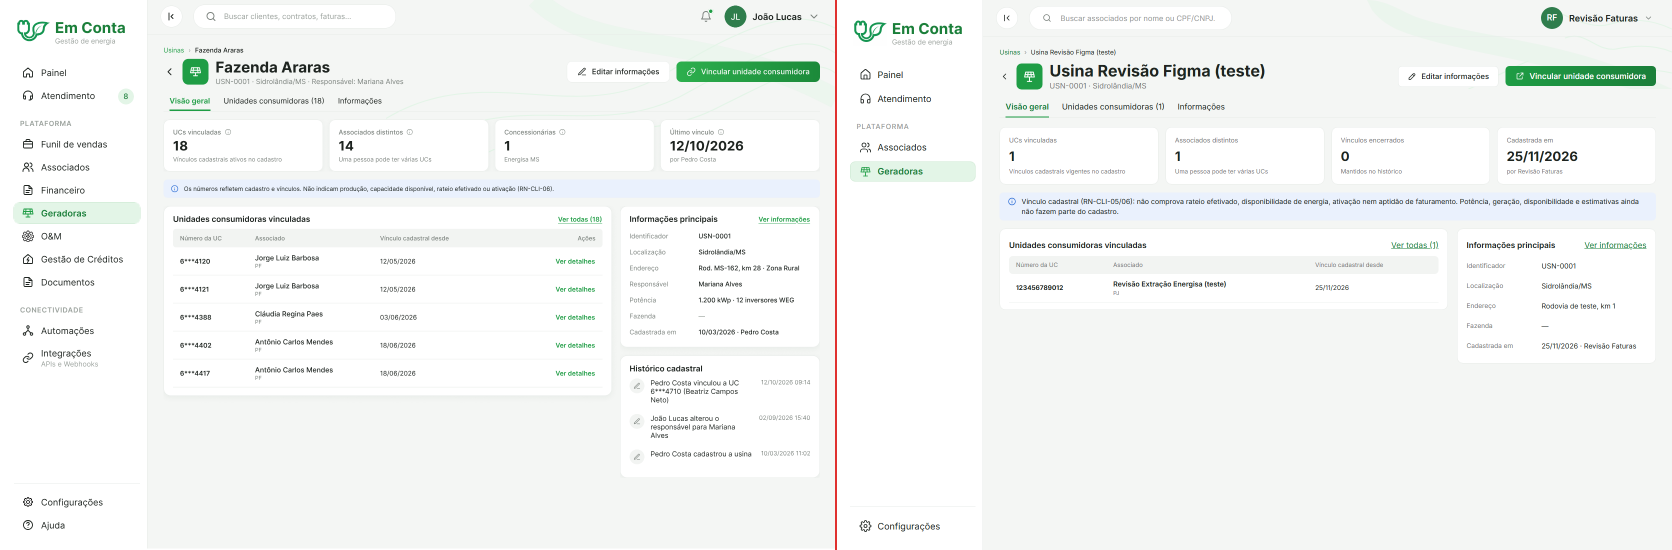 Em Conta
Gestão de energia
Painel
Atendimento 8
PLATAFORMA
Funil de vendas
Associados
Financeiro
Geradoras
O&M
Gestão de Créditos
Documentos
CONECTIVIDADE
Automações
Integrações
APIs e Webhooks
Configurações
Ajuda
Buscar clientes, contratos, faturas...
JL João Lucas
Usinas › Fazenda Araras
Fazenda Araras
USN-0001 · Sidrolândia/MS · Responsável: Mariana Alves
Editar informações
Vincular unidade consumidora
Visão geral Unidades consumidoras (18) Informações
UCs vinculadas
18
Vínculos cadastrais ativos no cadastro
Associados distintos
14
Uma pessoa pode ter várias UCs
Concessionárias
1
Energisa MS
Último vínculo
12/10/2026
por Pedro Costa
Os números refletem cadastro e vínculos. Não indicam produção, capacidade disponível, rateio efetivado ou ativação (RN-CLI-06).
Unidades consumidoras vinculadas Ver todas (18)
Número da UC Associado Vínculo cadastral desde Ações
6***4120 Jorge Luiz Barbosa 12/05/2026 Ver detalhes
PF
6***4121 Jorge Luiz Barbosa 12/05/2026 Ver detalhes
PF
6***4388 Cláudia Regina Paes 03/06/2026 Ver detalhes
PF
6***4402 Antônio Carlos Mendes 18/06/2026 Ver detalhes
PF
6***4417 Antônio Carlos Mendes 18/06/2026 Ver detalhes
PF
Informações principais Ver informações
Identificador USN-0001
Localização Sidrolândia/MS
Endereço Rod. MS-162, km 28 · Zona Rural
Responsável Mariana Alves
Potência 1.200 kWp · 12 inversores WEG
Fazenda —
Cadastrada em 10/03/2026 · Pedro Costa
Histórico cadastral
Pedro Costa vinculou a UC 12/10/2026 09:14
6***4710 (Beatriz Campos
Neto)
João Lucas alterou o 02/09/2026 15:40
responsável para Mariana
Alves
Pedro Costa cadastrou a usina 10/03/2026 11:02
Em Conta
Gestão de energia
Painel
Atendimento
PLATAFORMA
Associados
Geradoras
Configurações
Buscar associados por nome ou CPF/CNPJ.
RF Revisão Faturas
Usinas › Usina Revisão Figma (teste)
Usina Revisão Figma (teste)
USN-0001 · Sidrolândia/MS
Editar informações
Vincular unidade consumidora
Visão geral Unidades consumidoras (1) Informações
UCs vinculadas
1
Vínculos cadastrais vigentes no cadastro
Associados distintos
1
Uma pessoa pode ter várias UCs
Vínculos encerrados
0
Mantidos no histórico
Cadastrada em
25/11/2026
por Revisão Faturas
Vínculo cadastral (RN-CLI-05/06): não comprova rateio efetivado, disponibilidade de energia, ativação nem aptidão de faturamento. Potência, geração, disponibilidade e estimativas ainda
não fazem parte do cadastro.
Unidades consumidoras vinculadas Ver todas (1)
Número da UC Associado Vínculo cadastral desde
123456789012 Revisão Extração Energisa (teste) 25/11/2026
PJ
Informações principais Ver informações
Identificador USN-0001
Localização Sidrolândia/MS
Endereço Rodovia de teste, km 1
Fazenda —
Cadastrada em 25/11/2026 · Revisão Faturas